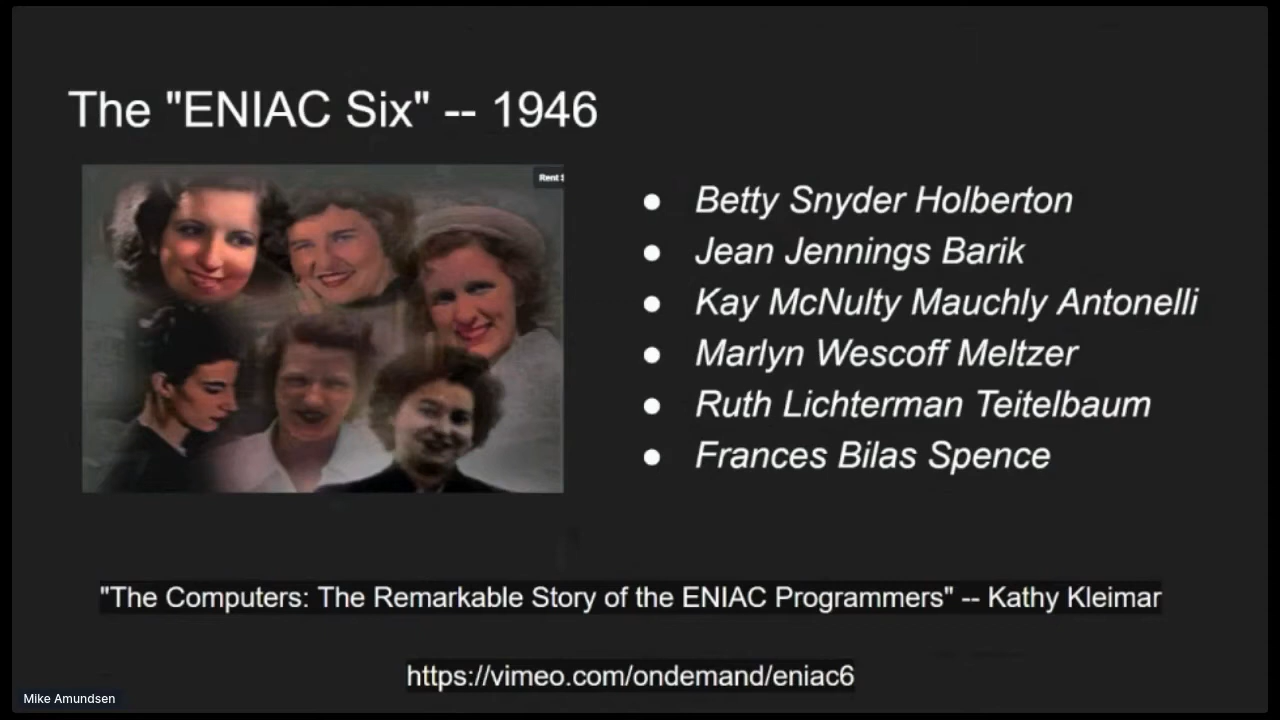 The "ENIAC Six" -- 1946
Rent
● Betty Snyder Holberton
● Jean Jennings Barik
● Kay McNulty Mauchly Antonelli
● Marlyn Wescoff Meltzer
● Ruth Lichterman Teitelbaum
● Frances Bilas Spence
"The Computers: The Remarkable Story of the ENIAC Programmers" -- Kathy Kleimar
https://vimeo.com/ondemand/eniac6
Mike Amundsen